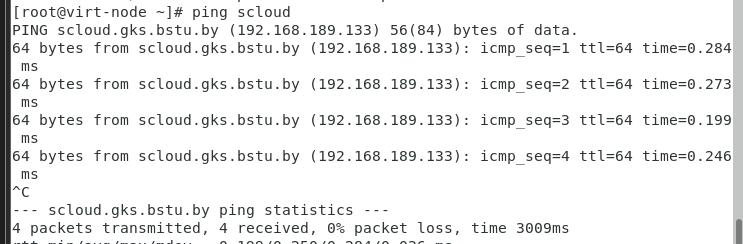 [root@virt-node ~]# ping scloud
PING scloud.gks.bstu.by (192.168.189.133) 56(84) bytes of data.
64 bytes from scloud.gks.bstu.by (192.168.189.133): icmp_seq=1 ttl=64 time=0.284
ms
64 bytes from scloud.gks.bstu.by (192.168.189.133): icmp_seq=2 ttl=64 time=0.273
ms
64 bytes from scloud.gks.bstu.by (192.168.189.133): icmp_seq=3 ttl=64 time=0.199
ms
64 bytes from scloud.gks.bstu.by (192.168.189.133): icmp_seq=4 ttl=64 time=0.246
ms
^C
--- scloud.gks.bstu.by ping statistics ---
4 packets transmitted, 4 received, 0% packet loss, time 3009ms